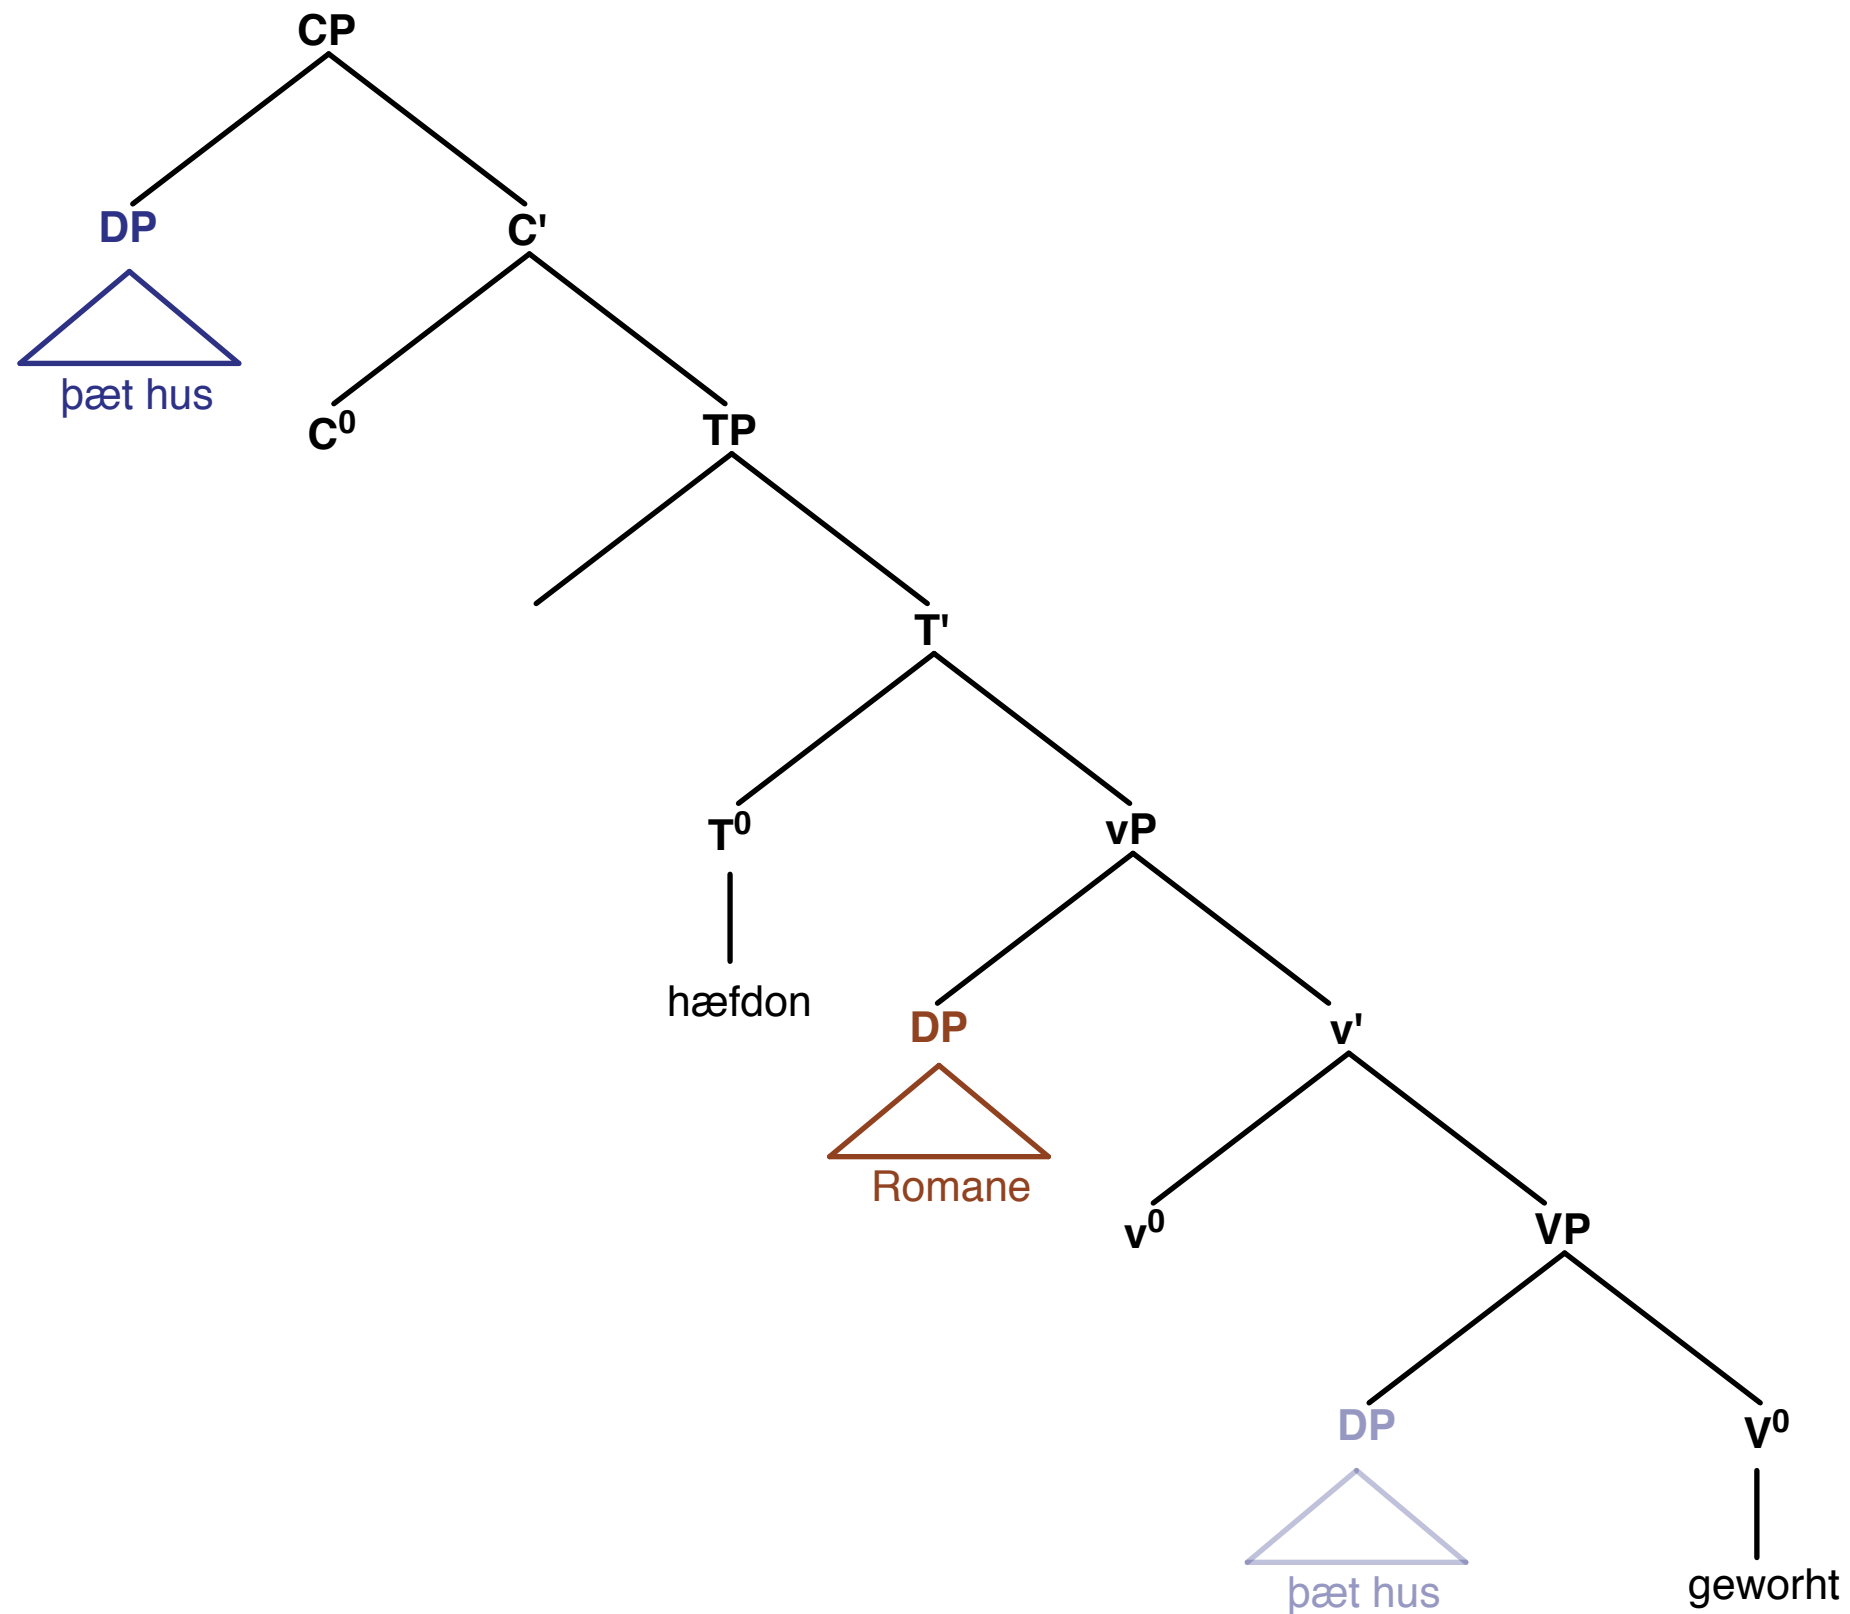 CP
DP
C'
þæt hus
C⁰
TP
T'
T⁰
vP
hæfdon
DP
v'
Romane
v⁰
VP
DP
V⁰
þæt hus
geworht